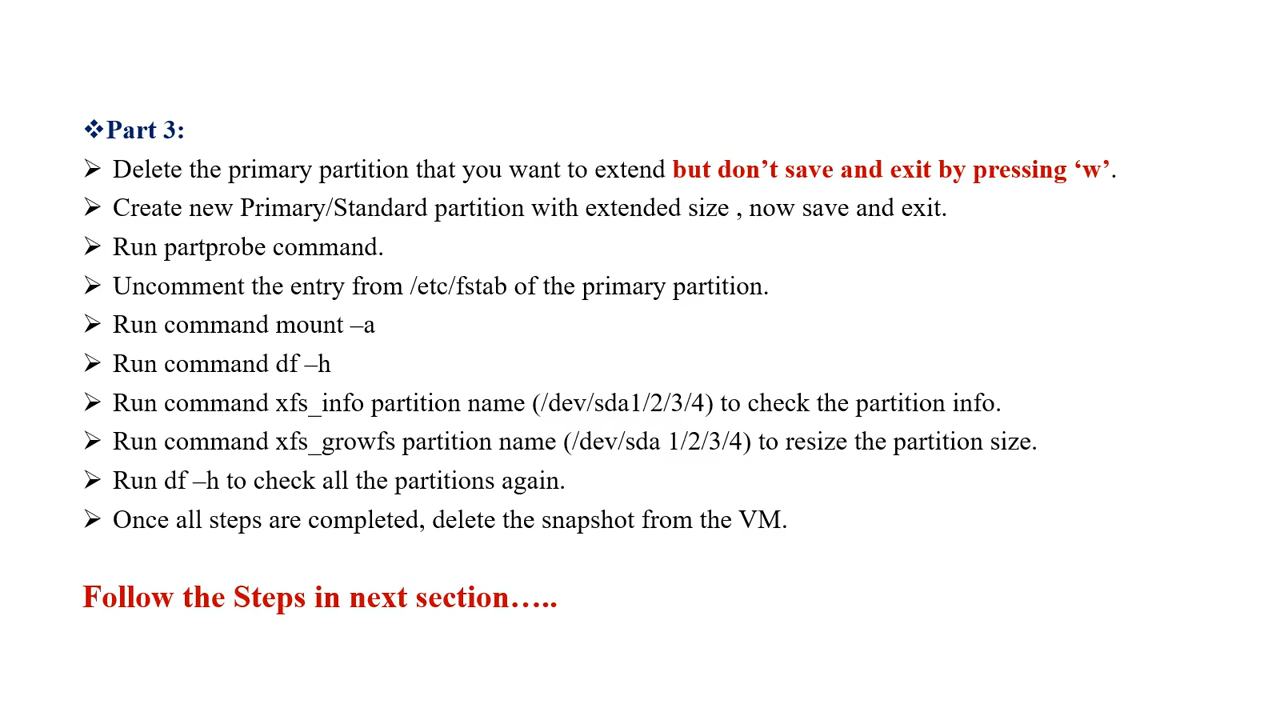 ❖Part 3:
➢ Delete the primary partition that you want to extend but don’t save and exit by pressing ‘w’.
➢ Create new Primary/Standard partition with extended size , now save and exit.
➢ Run partprobe command.
➢ Uncomment the entry from /etc/fstab of the primary partition.
➢ Run command mount –a
➢ Run command df –h
➢ Run command xfs_info partition name (/dev/sda1/2/3/4) to check the partition info.
➢ Run command xfs_growfs partition name (/dev/sda 1/2/3/4) to resize the partition size.
➢ Run df –h to check all the partitions again.
➢ Once all steps are completed, delete the snapshot from the VM.
Follow the Steps in next section…..